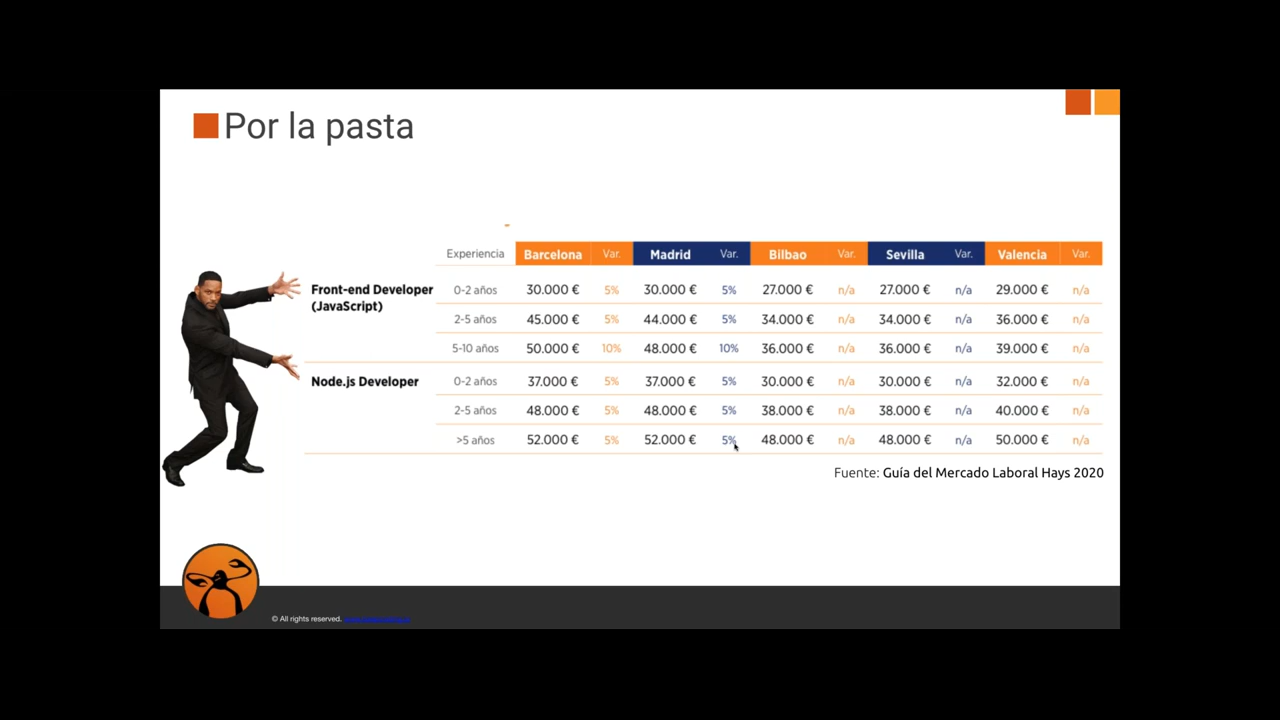 Por la pasta
Experiencia Barcelona Var. Madrid Var. Bilbao Var. Sevilla Var. Valencia Var.
Front-end Developer (JavaScript) 0-2 años 30.000 € 5% 30.000 € 5% 27.000 € n/a 27.000 € n/a 29.000 € n/a
2-5 años 45.000 € 5% 44.000 € 5% 34.000 € n/a 34.000 € n/a 36.000 € n/a
5-10 años 50.000 € 10% 48.000 € 10% 36.000 € n/a 36.000 € n/a 39.000 € n/a
Node.js Developer 0-2 años 37.000 € 5% 37.000 € 5% 30.000 € n/a 30.000 € n/a 32.000 € n/a
2-5 años 48.000 € 5% 48.000 € 5% 38.000 € n/a 38.000 € n/a 40.000 € n/a
>5 años 52.000 € 5% 52.000 € 5% 48.000 € n/a 48.000 € n/a 50.000 € n/a
Fuente: Guía del Mercado Laboral Hays 2020
© All rights reserved.